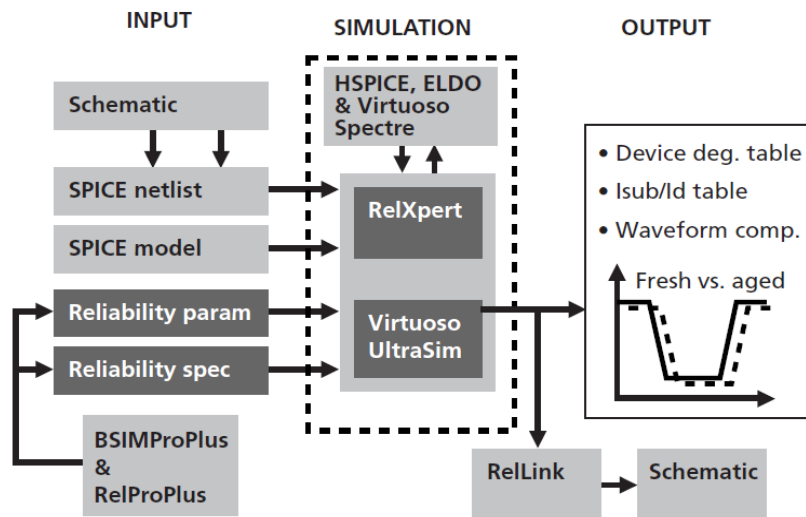 INPUT
SIMULATION
OUTPUT
Schematic
SPICE netlist
SPICE model
Reliability param
Reliability spec
BSIMProPlus
&
RelProPlus
HSPICE, ELDO
& Virtuoso
Spectre
RelXpert
Virtuoso
UltraSim
• Device deg. table
• Isub/Id table
• Waveform comp.
Fresh vs. aged
RelLink
Schematic